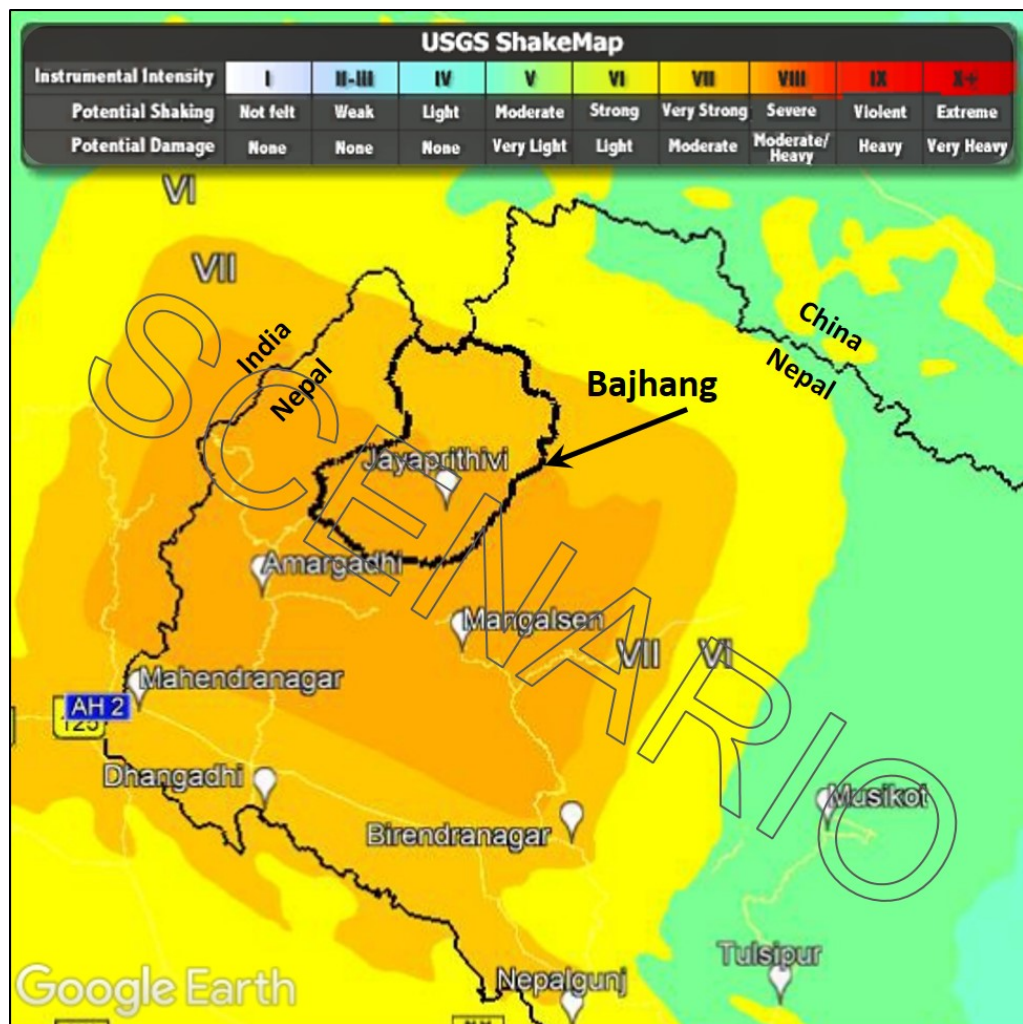 USGS ShakeMap
Instrumental Intensity I II-III IV V VI VII VIII IX X+
Potential Shaking Not felt Weak Light Moderate Strong Very Strong Severe Violent Extreme
Potential Damage None None None Very Light Light Moderate Moderate/ Heavy Heavy Very Heavy
VI
VII
India
Nepal
China
Nepal
Bajhang
SCENARIO
Jayaprithivi
Amargadhi
Mangalsen
VII
VI
Mahendranagar
AH 2
125
Dhangadhi
Birendranagar
Musikot
Tulsipur
Nepalgunj
Google Earth